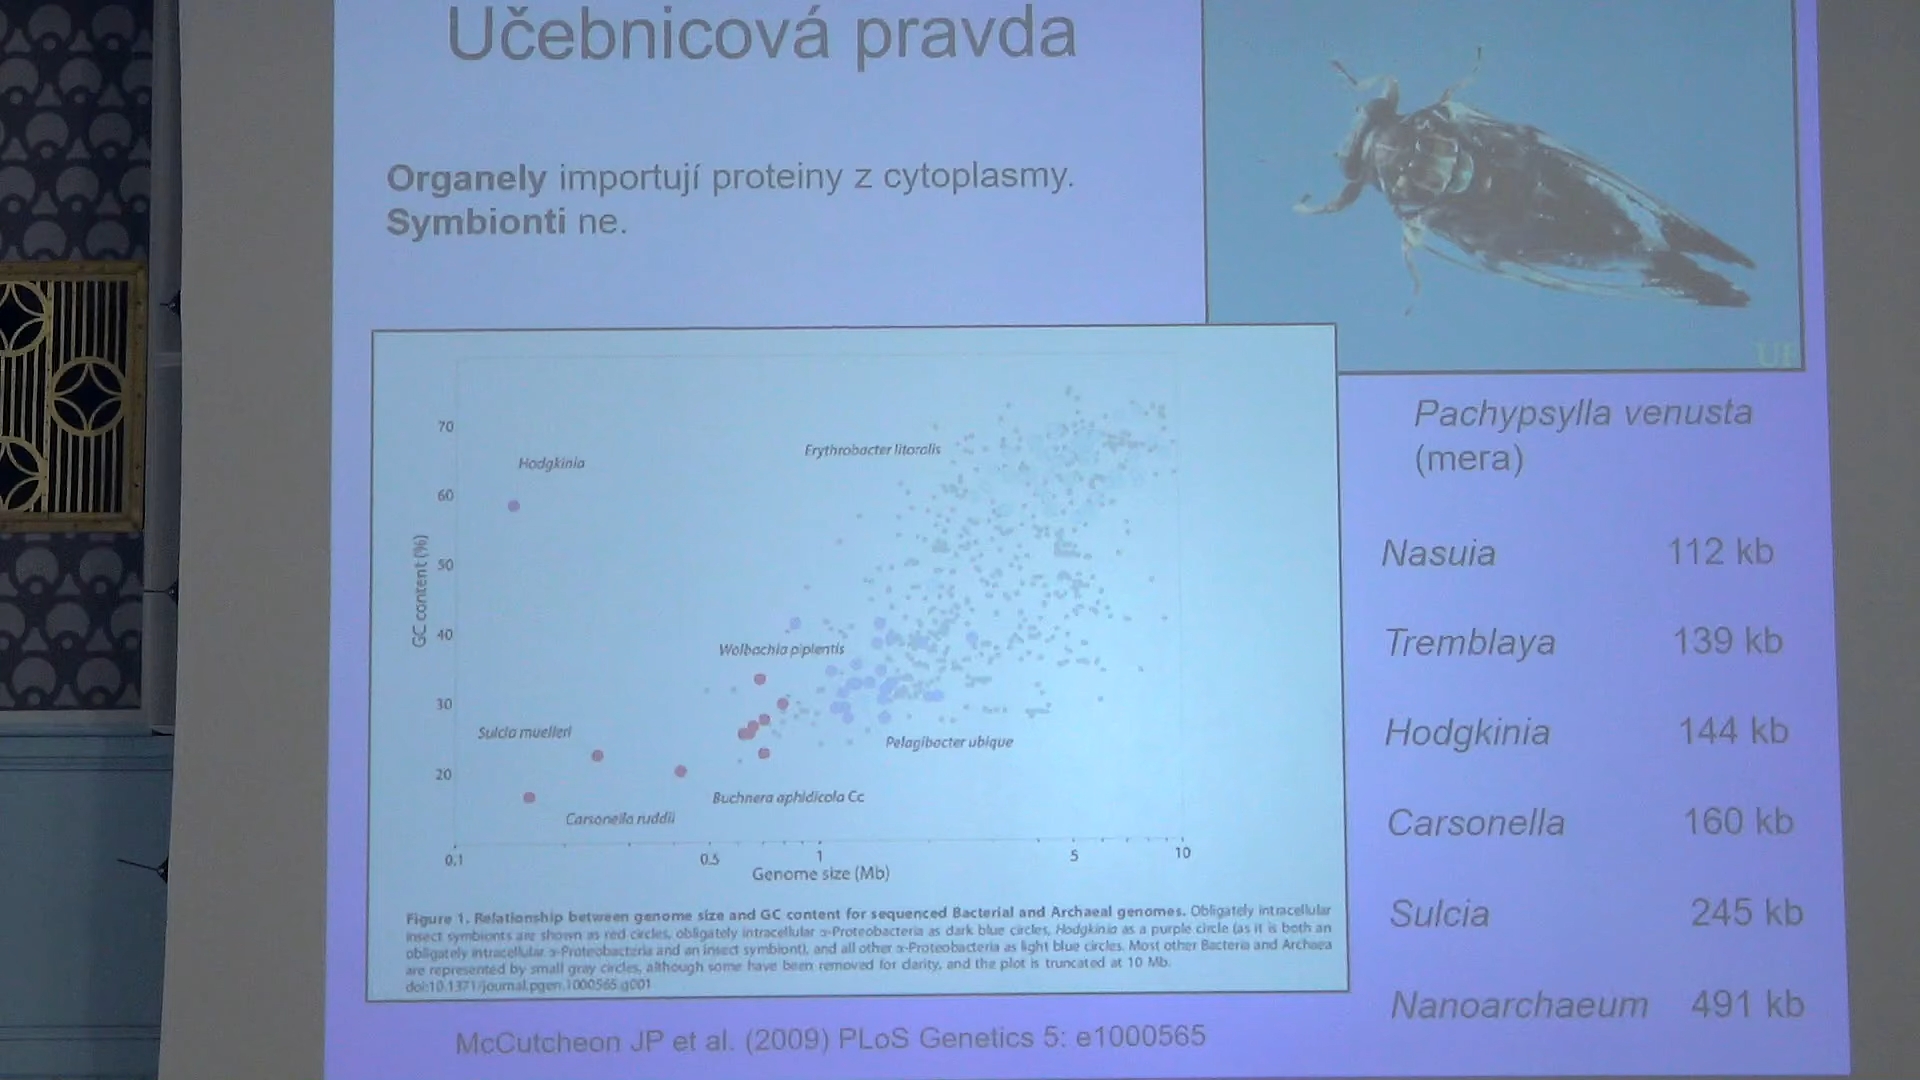 Učebnicová pravda
Organely importují proteiny z cytoplasmy.
Symbionti ne.
UF
Pachypsylla venusta
(mera)
Nasuia 112 kb
Tremblaya 139 kb
Hodgkinia 144 kb
Carsonella 160 kb
Sulcia 245 kb
Nanoarchaeum 491 kb
70
60
50
40
30
20
GC content (%)
Hodgkinia
Erythrobacter litoralis
Wolbachia pipientis
Sulcia muelleri
Pelagibacter ubique
Buchnera aphidicola Cc
Carsonella ruddii
0.1 0.5 1 5 10
Genome size (Mb)
Figure 1. Relationship between genome size and GC content for sequenced Bacterial and Archaeal genomes. Obligately intracellular
insect symbionts are shown as red circles, obligately intracellular α-Proteobacteria as dark blue circles, Hodgkinia as a purple circle (as it is both an
obligately intracellular α-Proteobacteria and an insect symbiont), and all other α-Proteobacteria as light blue circles. Most other Bacteria and Archaea
are represented by small gray circles, although some have been removed for clarity, and the plot is truncated at 10 Mb.
doi:10.1371/journal.pgen.1000565.g001
McCutcheon JP et al. (2009) PLoS Genetics 5: e1000565